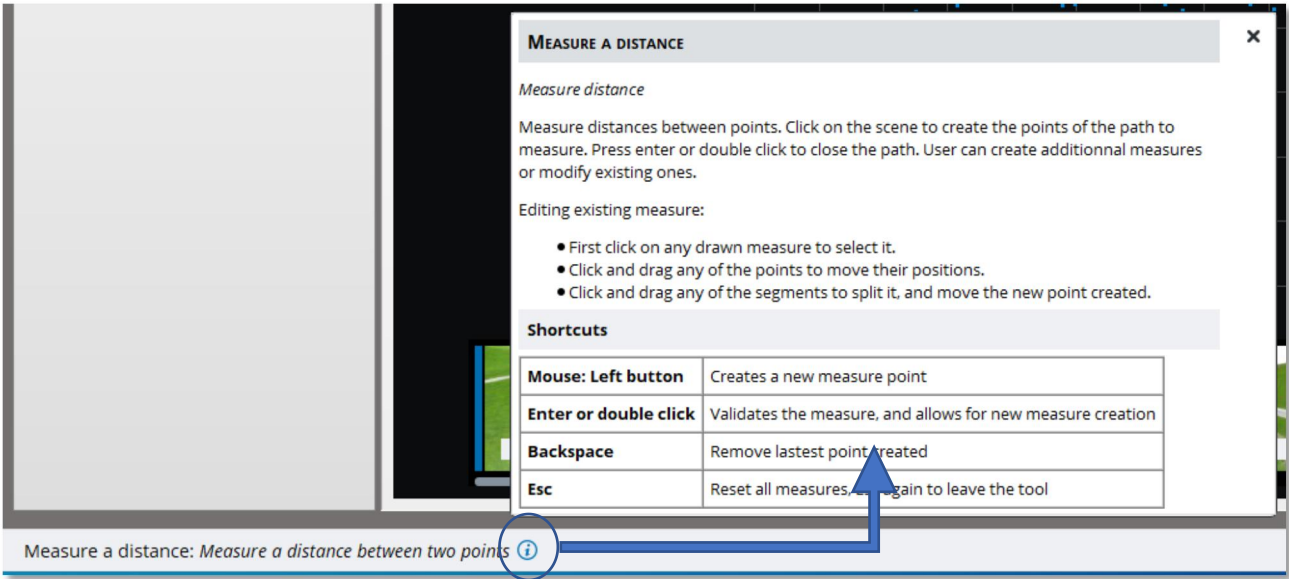 MEASURE A DISTANCE
Measure distance
Measure distances between points. Click on the scene to create the points of the path to
measure. Press enter or double click to close the path. User can create additionnal measures
or modify existing ones.
Editing existing measure:
First click on any drawn measure to select it.
Click and drag any of the points to move their positions.
Click and drag any of the segments to split it, and move the new point created.
Shortcuts
Mouse: Left button Creates a new measure point
Enter or double click Validates the measure, and allows for new measure creation
Backspace Remove lastest point created
Esc Reset all measures, again to leave the tool
Measure a distance: Measure a distance between two points